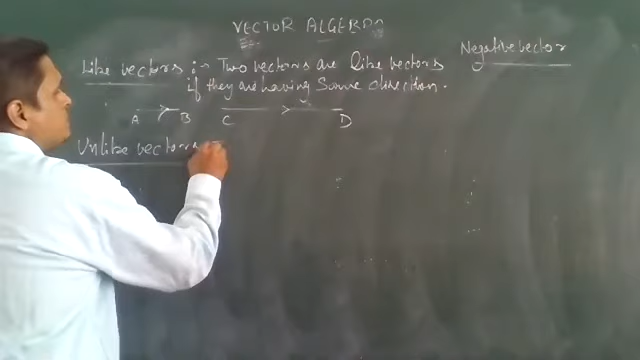 VECTOR ALGEBRA
Like vectors :- Two vectors are like vectors
if they are having same direction.
A B C D
Unlike vectors
Negative vector